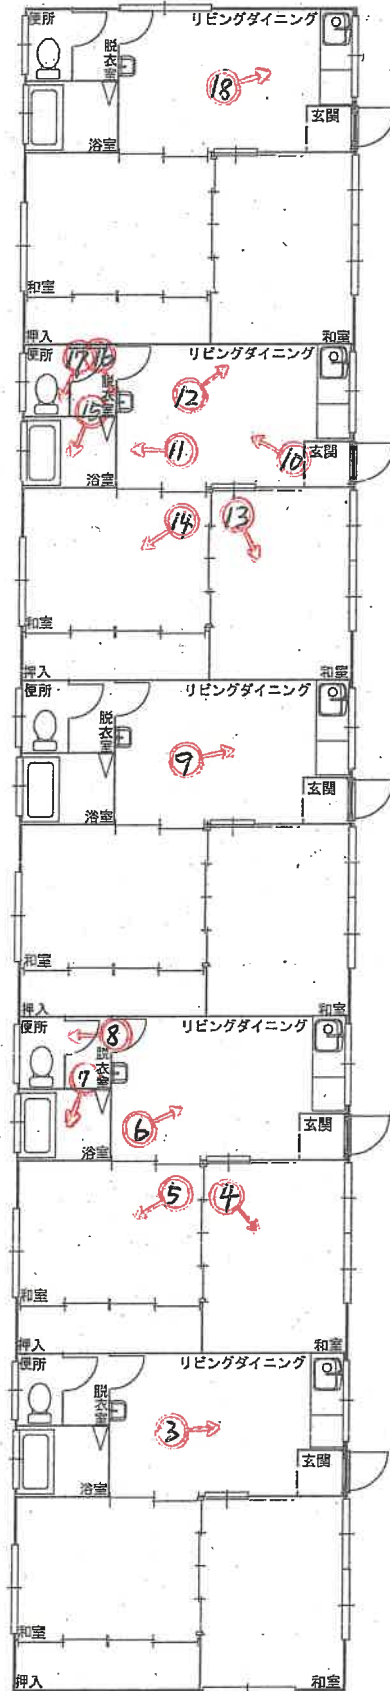 便所 脱衣室 リビングダイニング
18
浴室 玄関
和室
押入 和室
便所 17 16 脱衣室 リビングダイニング
12
15
11 10 玄関
浴室
14 13
和室
押入 和室
便所 脱衣室 リビングダイニング
9
浴室 玄関
和室
押入 和室
便所 8 脱衣室 リビングダイニング
7
6 玄関
浴室
5 4
和室
押入 和室
便所 脱衣室 リビングダイニング
3
浴室 玄関
和室
押入 和室